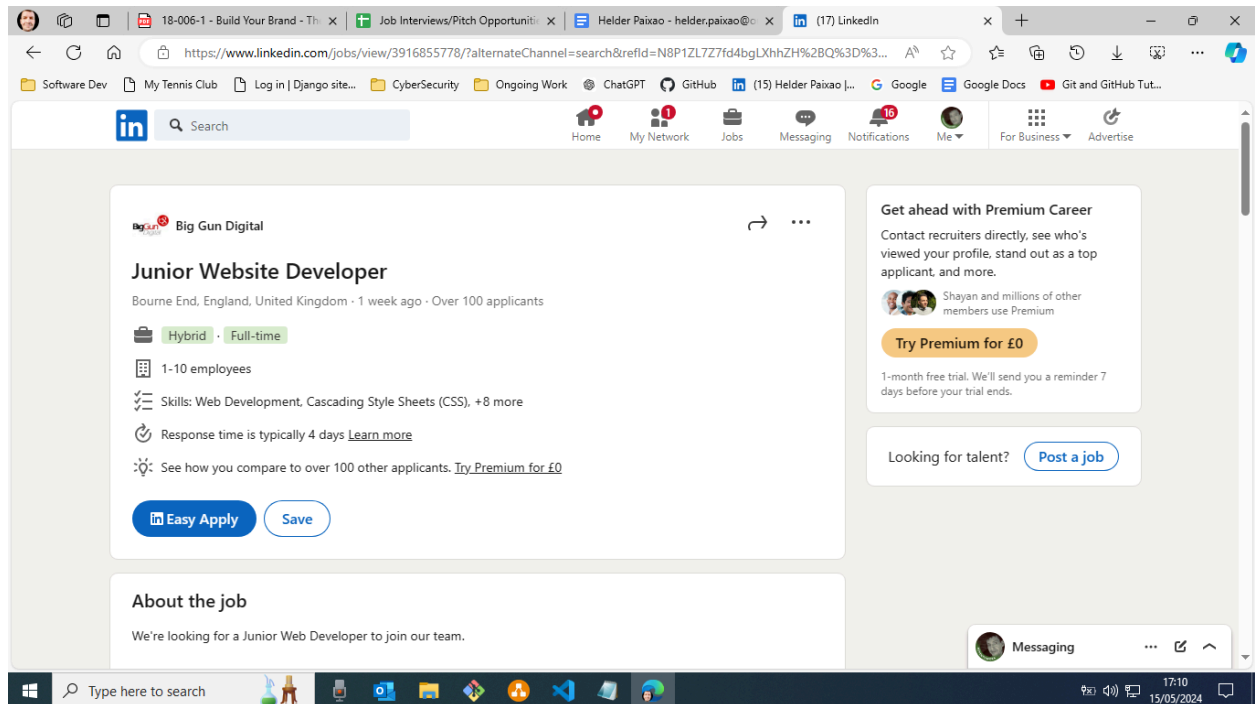 18-006-1 - Build Your Brand - Th
Job Interviews/Pitch Opportuniti
Helder Paixao - helder.paixao@o
(17) LinkedIn
https://www.linkedin.com/jobs/view/3916855778/?alternateChannel=search&refId=N8P1ZL7Z7fd4bgLXhhZH%2BQ%3D%3...
Software Dev
My Tennis Club
Log in | Django site...
CyberSecurity
Ongoing Work
ChatGPT
GitHub
(15) Helder Paixao |...
Google
Google Docs
Git and GitHub Tut...
Search
Home
My Network
1
Jobs
Messaging
Notifications
16
Me
For Business
Advertise
BigGun
Digital
Big Gun Digital
Junior Website Developer
Bourne End, England, United Kingdom · 1 week ago · Over 100 applicants
Hybrid · Full-time
1-10 employees
Skills: Web Development, Cascading Style Sheets (CSS), +8 more
Response time is typically 4 days Learn more
See how you compare to over 100 other applicants. Try Premium for £0
Easy Apply
Save
About the job
We're looking for a Junior Web Developer to join our team.
Get ahead with Premium Career
Contact recruiters directly, see who's
viewed your profile, stand out as a top
applicant, and more.
Shayan and millions of other
members use Premium
Try Premium for £0
1-month free trial. We'll send you a reminder 7
days before your trial ends.
Looking for talent?
Post a job
Messaging
Type here to search
17:10
15/05/2024